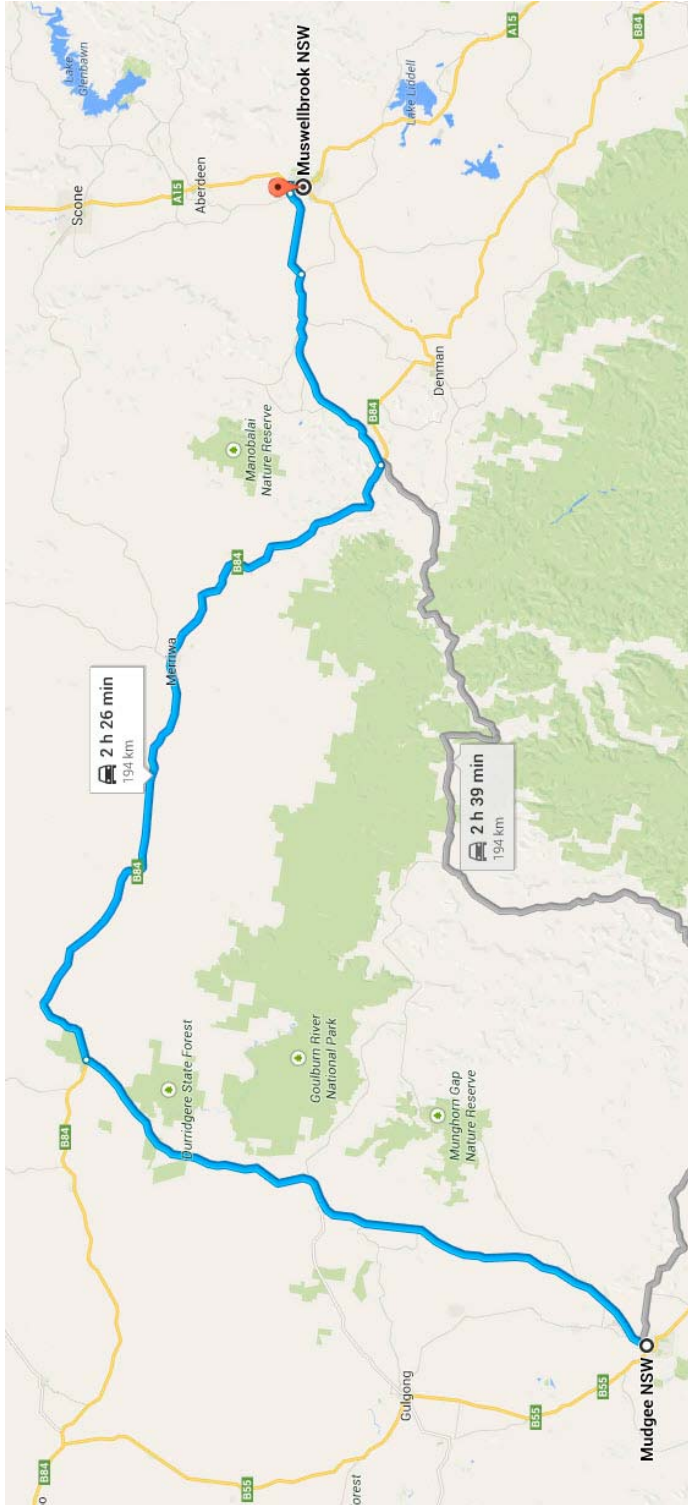 B84
B84
Lake
Glenbawn
Scone
2 h 26 min
194 km
B84
Merriwa
A15
Durridgere State Forest
Aberdeen
B84
B55
Manobalai
Nature Reserve
Muswellbrook NSW
Goulburn River
National Park
orest
B84
Gulgong
Lake Liddell
Denman
Munghorn Gap
Nature Reserve
2 h 39 min
194 km
A15
B55
B55
B84
Mudgee NSW